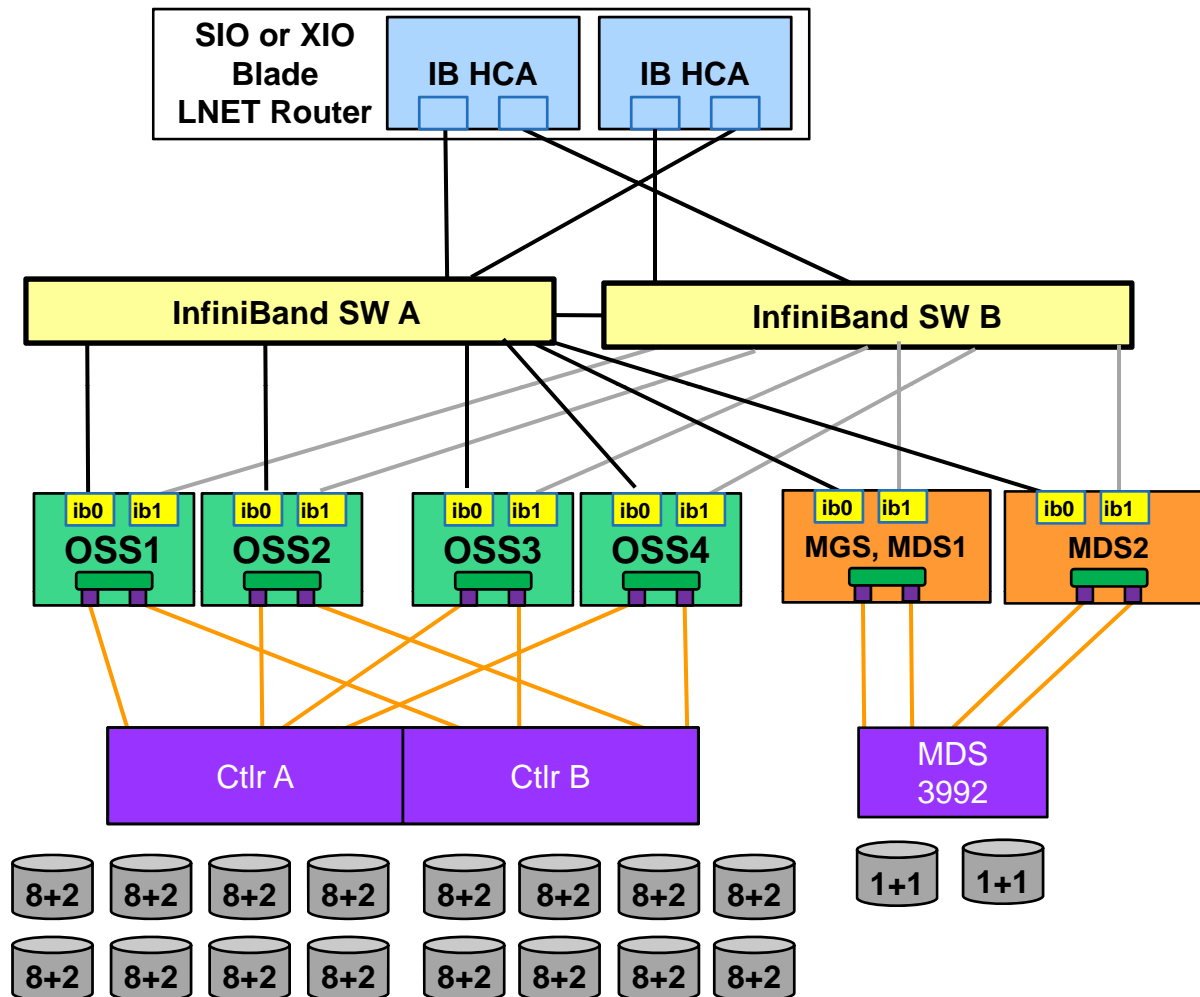 SIO or XIO
Blade
LNET Router
IB HCA
IB HCA
InfiniBand SW A
InfiniBand SW B
ib0 ib1
OSS1
ib0 ib1
OSS2
ib0 ib1
OSS3
ib0 ib1
OSS4
ib0 ib1
MGS, MDS1
ib0 ib1
MDS2
Ctlr A
Ctlr B
MDS
3992
8+2 8+2 8+2 8+2 8+2 8+2 8+2 8+2
1+1 1+1
8+2 8+2 8+2 8+2 8+2 8+2 8+2 8+2